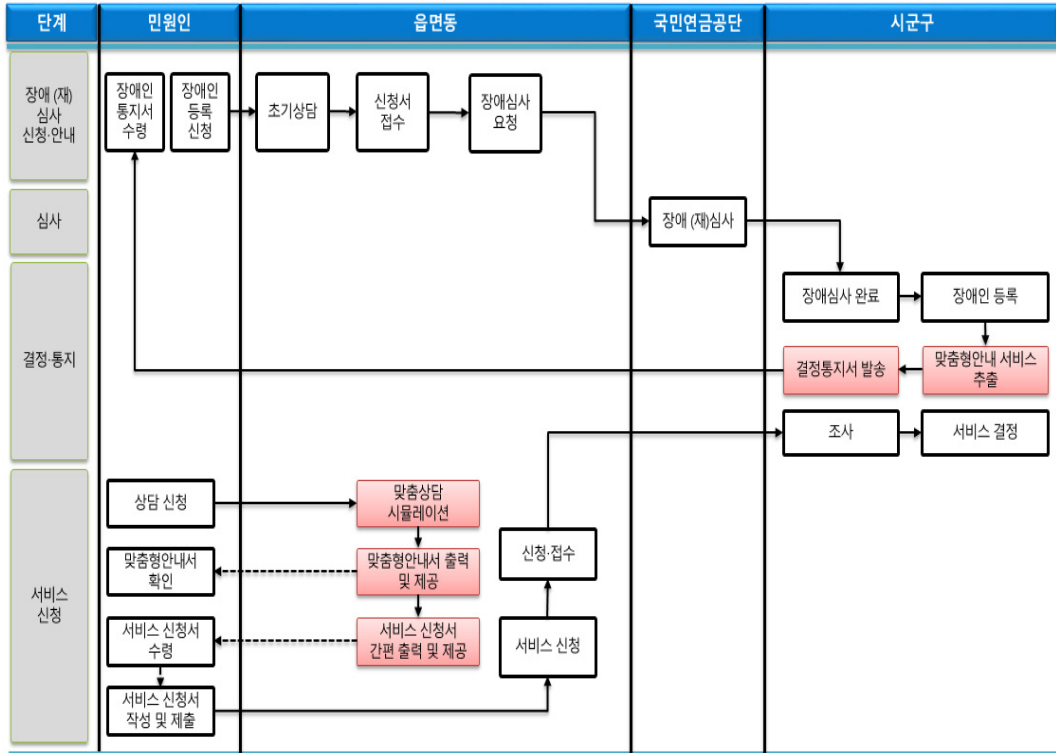 단계
민원인
읍면동
국민연금공단
시군구
장애 (재)
심사
신청·안내
장애인
통지서
수령
장애인
등록
신청
초기상담
신청서
접수
장애심사
요청
심사
장애 (재)심사
결정·통지
장애심사 완료
장애인 등록
결정통지서 발송
맞춤형안내 서비스
추출
조사
서비스 결정
서비스
신청
상담 신청
맞춤상담
시뮬레이션
맞춤형안내서
확인
맞춤형안내서 출력
및 제공
신청·접수
서비스 신청서
수령
서비스 신청서
간편 출력 및 제공
서비스 신청
서비스 신청서
작성 및 제출